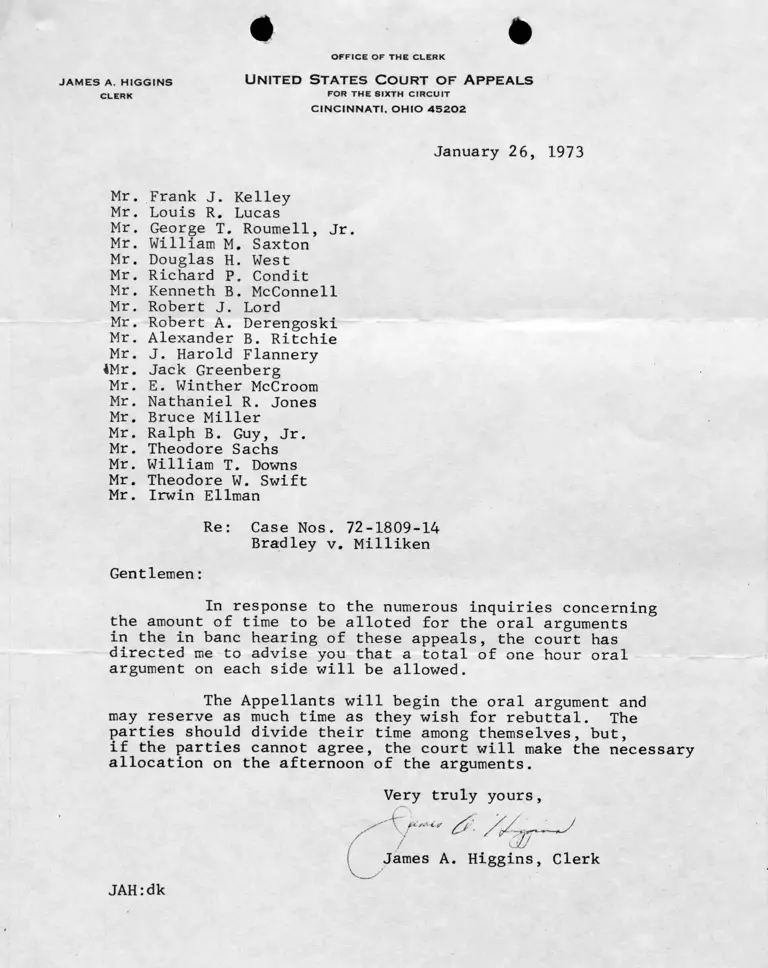 OFFICE OF THE CLERK
JAMES A. HIGGINS
CLERK
UNITED STATES COURT OF APPEALS
FOR THE SIXTH CIRCUIT
CINCINNATI, OHIO 45202
January 26, 1973
Mr. Frank J. Kelley
Mr. Louis R. Lucas
Mr. George T. Roumell, Jr.
Mr. William M. Saxton
Mr. Douglas H. West
Mr. Richard P. Condit
Mr. Kenneth B. McConnell
Mr. Robert J. Lord
Mr. Robert A. Derengoski
Mr. Alexander B. Ritchie
Mr. J. Harold Flannery
Mr. Jack Greenberg
Mr. E. Winther McCroom
Mr. Nathaniel R. Jones
Mr. Bruce Miller
Mr. Ralph B. Guy, Jr.
Mr. Theodore Sachs
Mr. William T. Downs
Mr. Theodore W. Swift
Mr. Irwin Ellman
Re: Case Nos. 72-1809-14
Bradley v. Milliken
Gentlemen:
In response to the numerous inquiries concerning
the amount of time to be alloted for the oral arguments
in the in banc hearing of these appeals, the court has
directed me to advise you that a total of one hour oral
argument on each side will be allowed.
The Appellants will begin the oral argument and
may reserve as much time as they wish for rebuttal. The
parties should divide their time among themselves, but,
if the parties cannot agree, the court will make the necessary
allocation on the afternoon of the arguments.
Very truly yours,
James A. Higgins
James A. Higgins, Clerk
JAH:dk